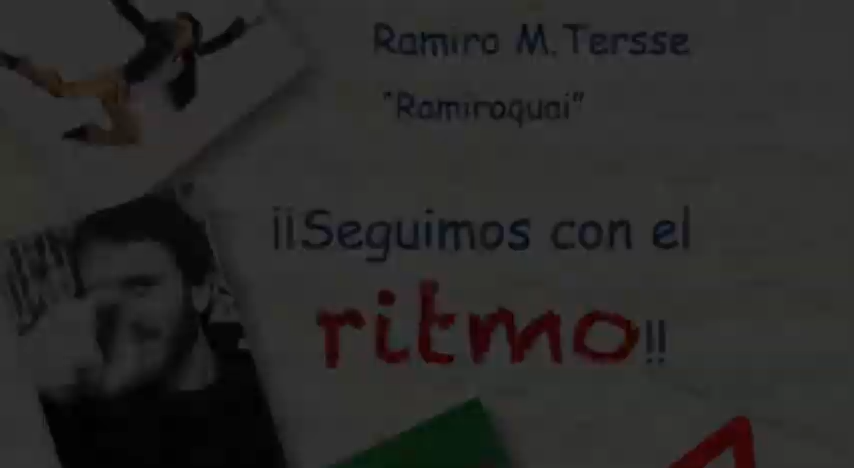 Ramiro M. Tersse
"Ramiroquai"
¡¡Seguimos con el
ritmo!!